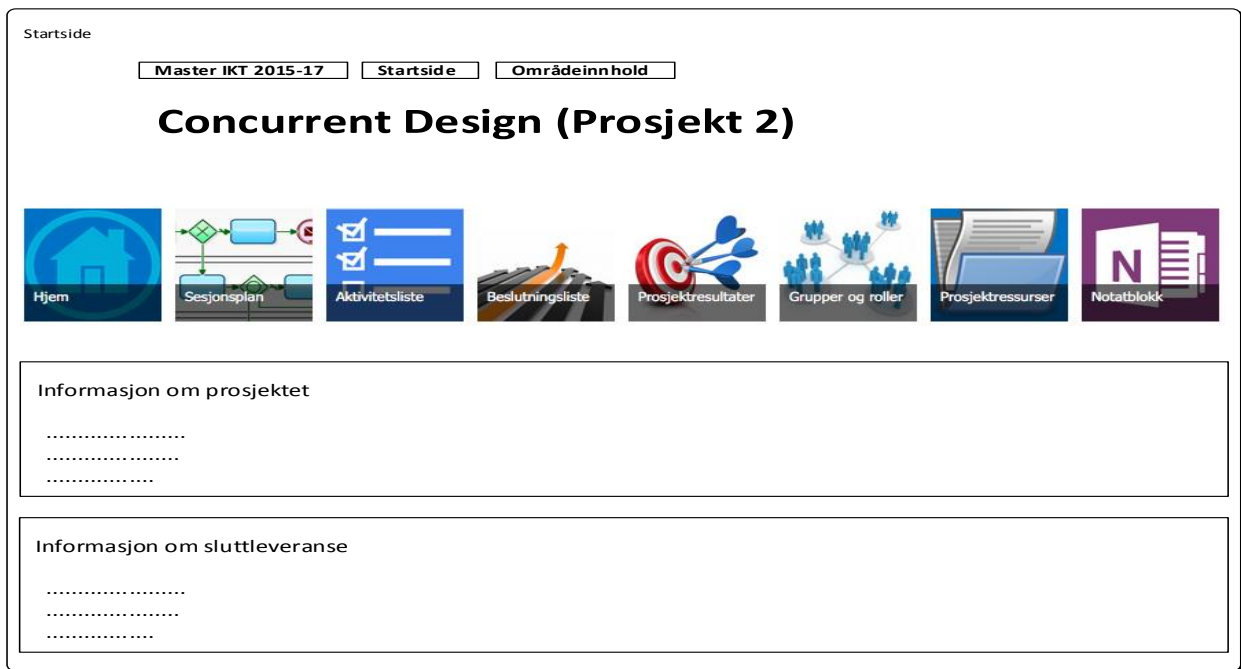 Startside
Master IKT 2015-17 Startside Områdeinnhold
Concurrent Design (Prosjekt 2)
Hjem Sesjonsplan Aktivitetsliste Beslutningsliste Prosjektresultater Grupper og roller Prosjektressurser N Notatblokk
Informasjon om prosjektet
......................
.....................
.................
Informasjon om sluttleveranse
......................
.....................
.................